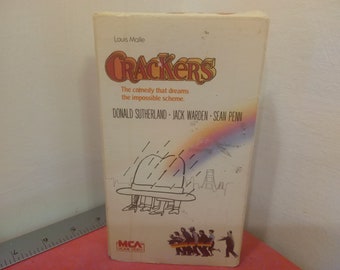 Louis Malle
CRACKERS
The comedy that dreams
the impossible scheme.
DONALD SUTHERLAND · JACK WARDEN · SEAN PENN
MCA